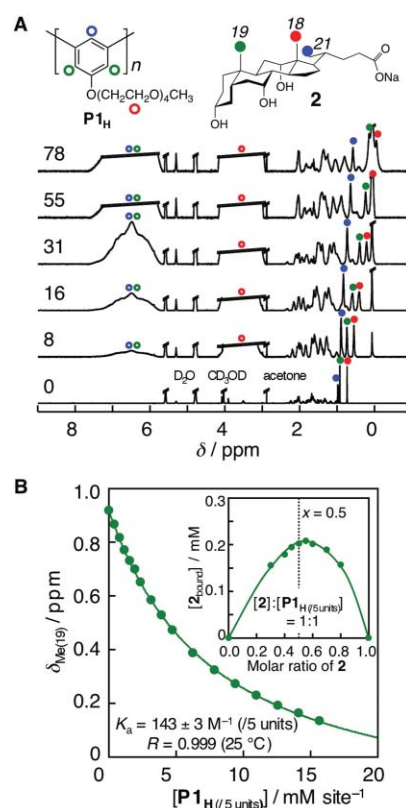 A
19
18
21
n
O(CH₂CH₂O)₄CH₃
P1H
O
ONa
OH
OH
OH
2
78
55
31
16
8
0
D₂O CD₃OD acetone
8 6 4 2 0
δ / ppm
B
1.0
0.8
0.6
0.4
0.2
0
δMe(19) / ppm
0.30
0.20
0.10
0.00
[2bound] / mM
x = 0.5
[2]:[P1H(/5 units)]
= 1:1
0.0 0.2 0.4 0.6 0.8 1.0
Molar ratio of 2
Ka = 143 ± 3 M⁻¹ (/5 units)
R = 0.999 (25 °C)
0 5 10 15 20
[P1H(/5 units)] / mM site⁻¹